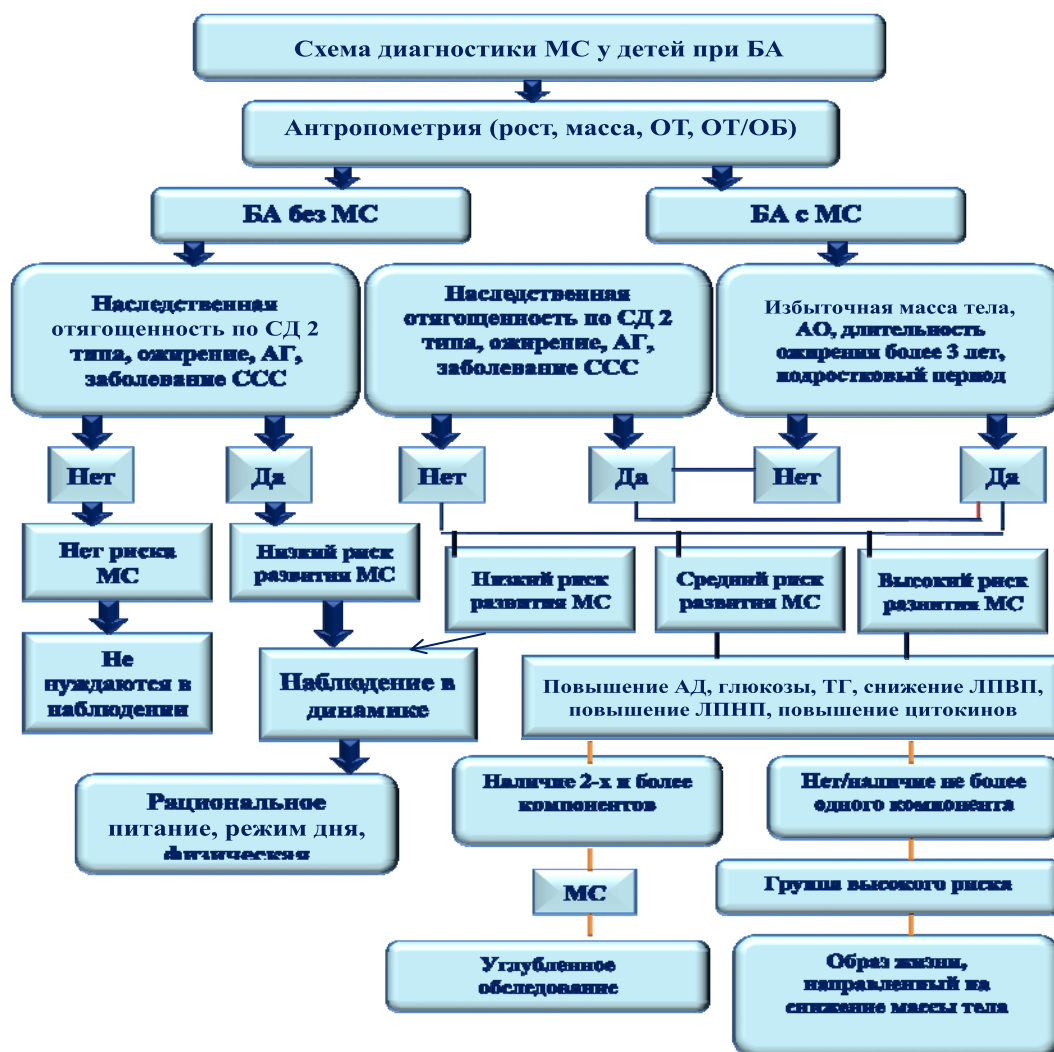 Схема диагностики МС у детей при БА
Антропометрия (рост, масса, ОТ, ОТ/ОБ)
БА без МС
БА с МС
Наследственная
отягощенность по СД 2
типа, ожирение, АГ,
заболевание ССС
Наследственная
отягощенность по СД 2
типа, ожирение, АГ,
заболевание ССС
Избыточная масса тела,
АО, длительность
ожирения более 3 лет,
подростковый период
Нет
Да
Нет
Да
Нет
Да
Нет риска
МС
Низкий риск
развития МС
Низкий риск
развития МС
Средний риск
развития МС
Высокий риск
развития МС
Не
нуждаются в
наблюдении
Наблюдение в
динамике
Повышение АД, глюкозы, ТГ, снижение ЛПВП,
повышение ЛПНП, повышение цитокинов
Рациональное
питание, режим дня,
физическая
Наличие 2-х и более
компонентов
Нет/наличие не более
одного компонента
МС
Группа высокого риска
Углубленное
обследование
Образ жизни,
направленный на
снижение массы тела